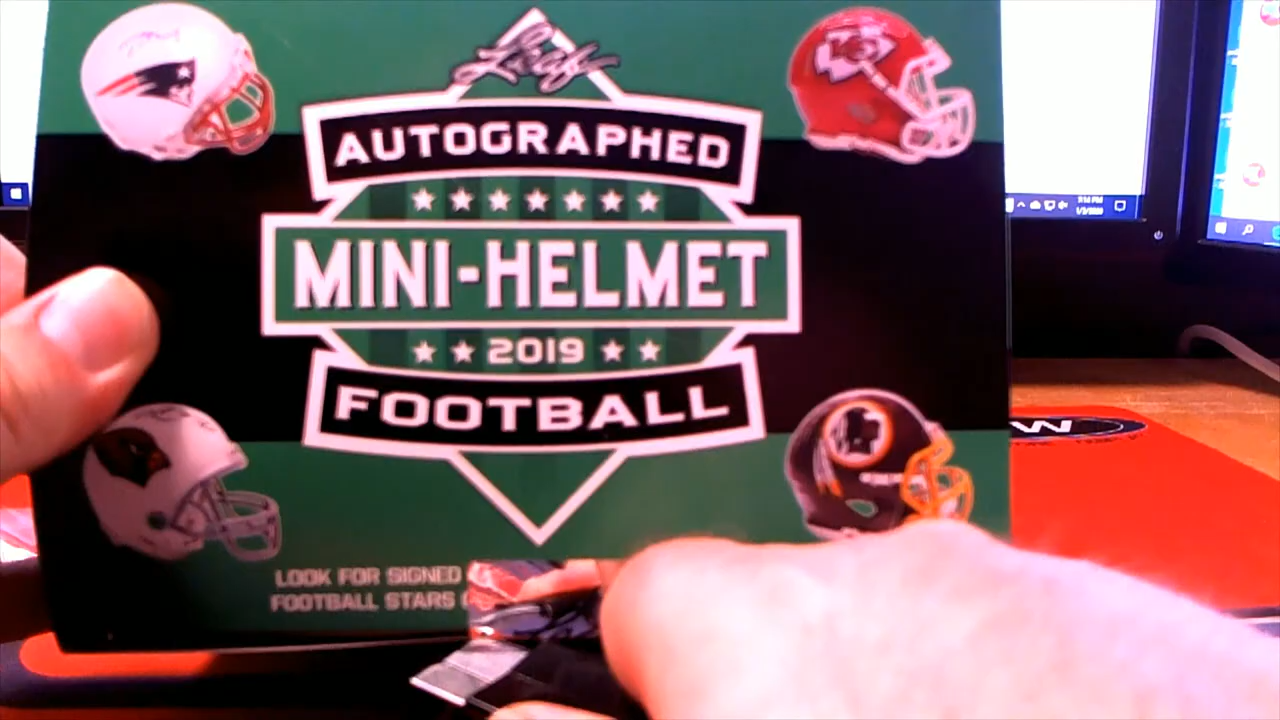 Leaf
AUTOGRAPHED
MINI-HELMET
2019
FOOTBALL
LOOK FOR SIGNED
FOOTBALL STARS
W